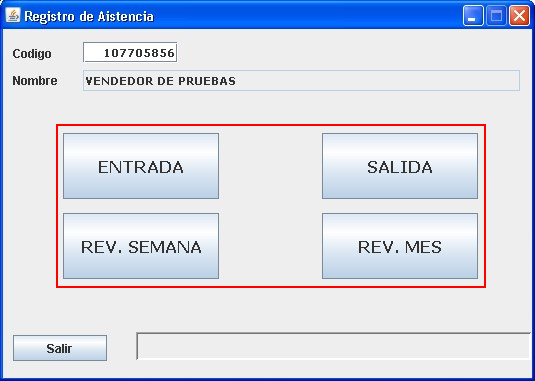 Registro de Aistencia
Codigo 107705856
Nombre VENDEDOR DE PRUEBAS
ENTRADA SALIDA
REV. SEMANA REV. MES
Salir